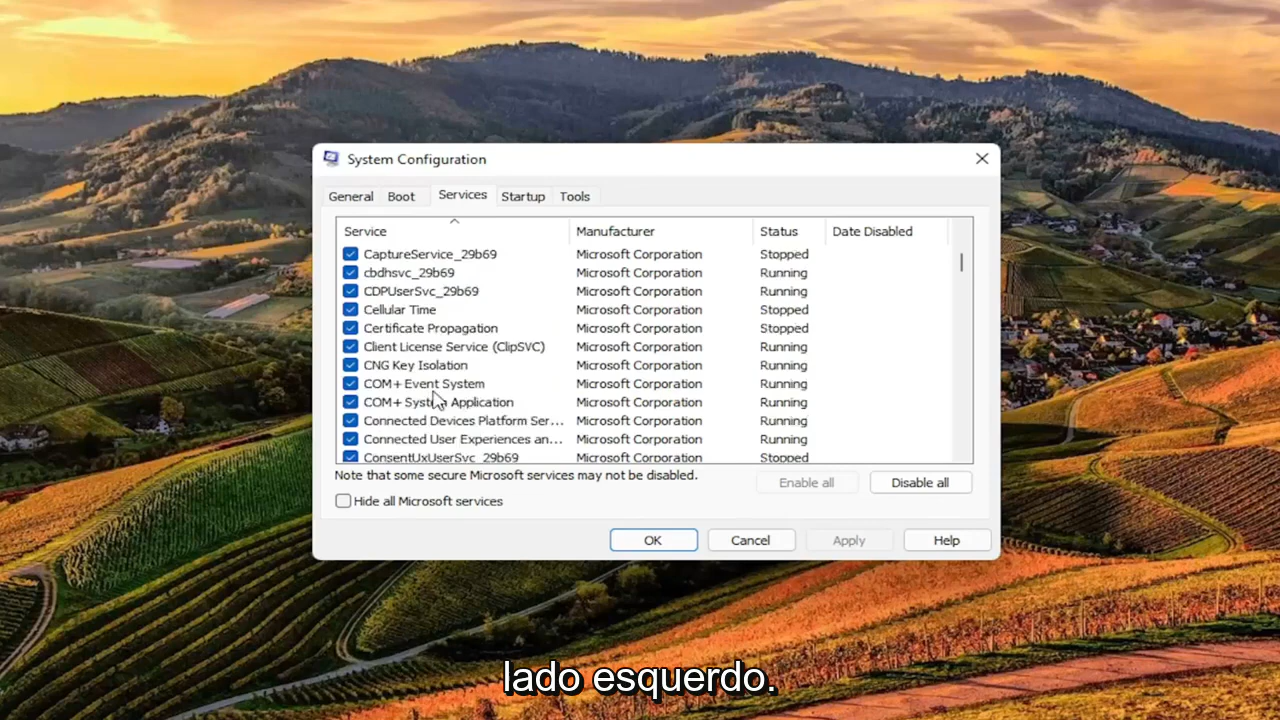 System Configuration
General Boot Services Startup Tools
Service Manufacturer Status Date Disabled
CaptureService_29b69 Microsoft Corporation Stopped
cbdhsvc_29b69 Microsoft Corporation Running
CDPUserSvc_29b69 Microsoft Corporation Running
Cellular Time Microsoft Corporation Stopped
Certificate Propagation Microsoft Corporation Stopped
Client License Service (ClipSVC) Microsoft Corporation Running
CNG Key Isolation Microsoft Corporation Running
COM+ Event System Microsoft Corporation Running
COM+ System Application Microsoft Corporation Running
Connected Devices Platform Ser... Microsoft Corporation Running
Connected User Experiences an... Microsoft Corporation Running
ConsentUxUserSvc_29b69 Microsoft Corporation Stopped
Note that some secure Microsoft services may not be disabled.
Enable all Disable all
Hide all Microsoft services
OK Cancel Apply Help
lado esquerdo.